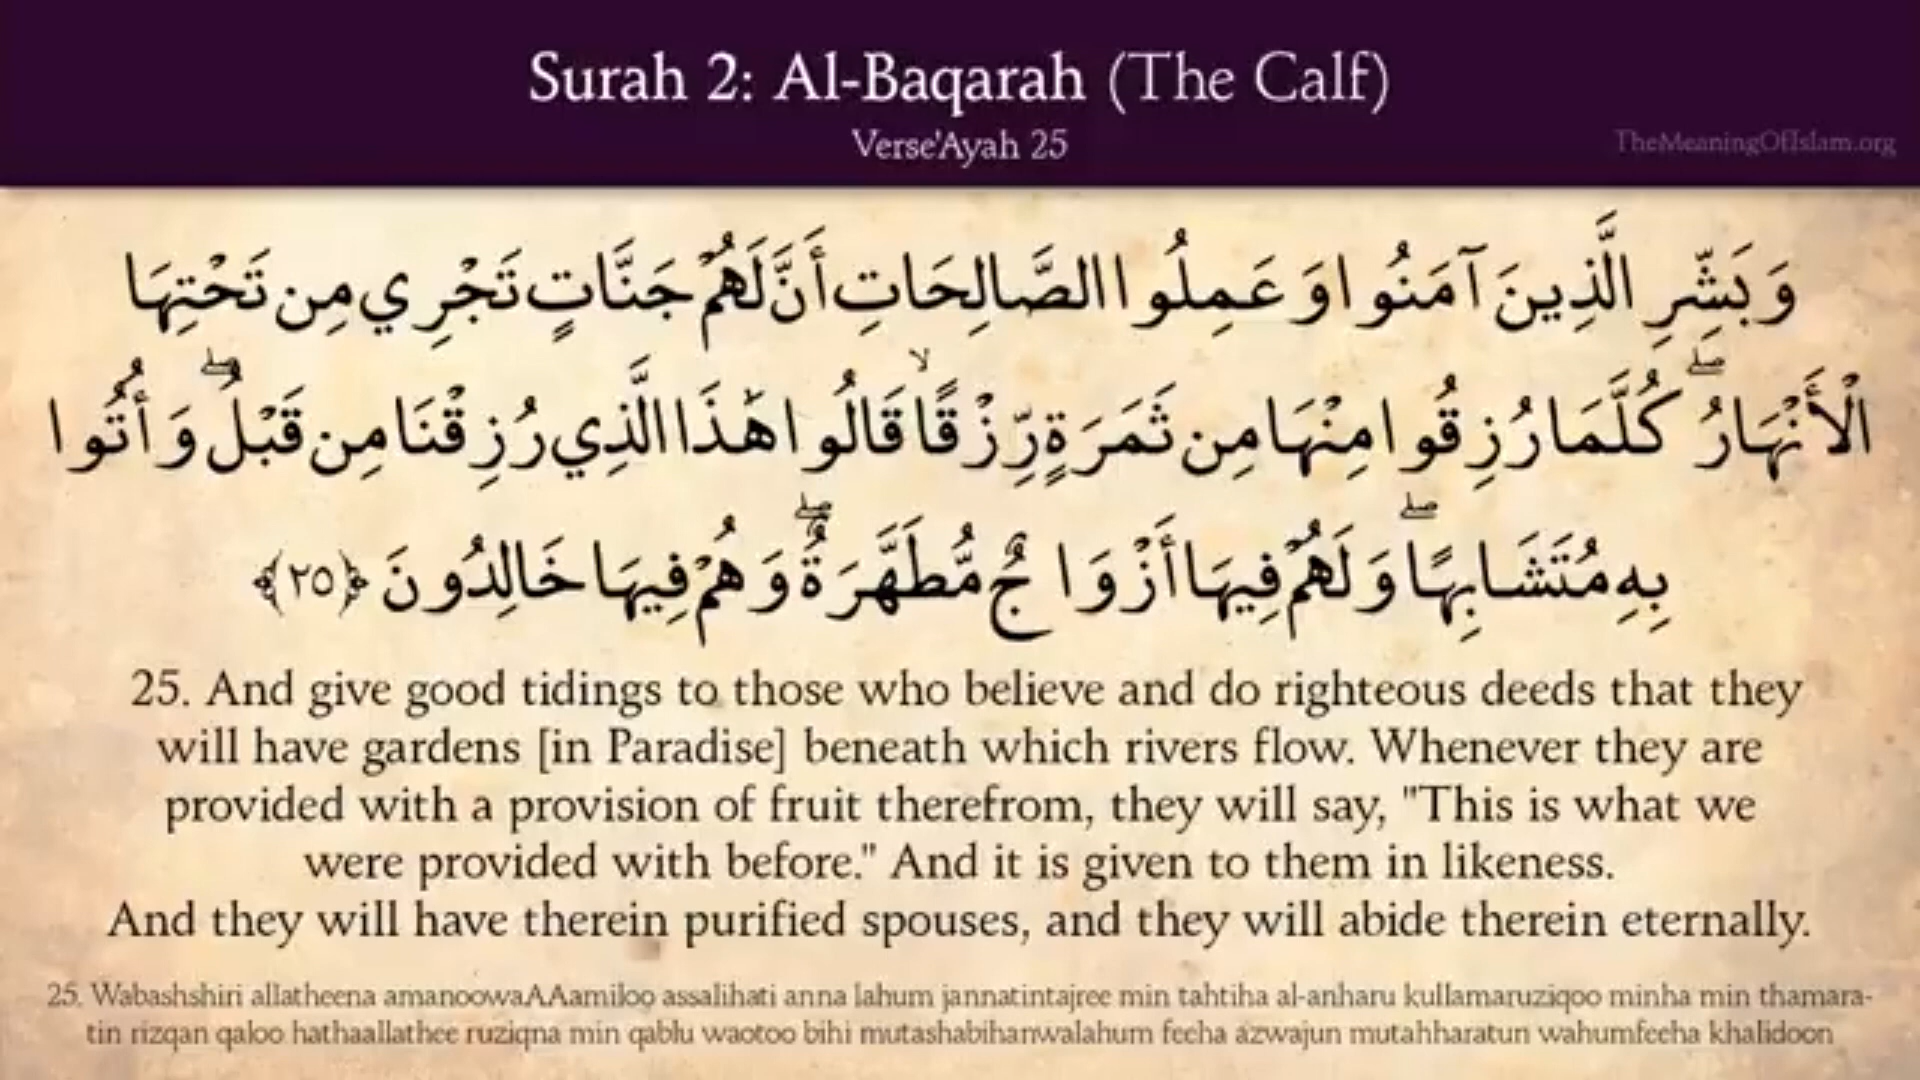 Surah 2: Al-Baqarah (The Calf)
Verse'Ayah 25
TheMeaningOfIslam.org
وَبَشِّرِ الَّذِينَ آمَنُوا وَعَمِلُوا الصَّالِحَاتِ أَنَّ لَهُمْ جَنَّاتٍ تَجْرِي مِن تَحْتِهَا
الْأَنْهَارُ ۖ كُلَّمَا رُزِقُوا مِنْهَا مِن ثَمَرَةٍ رِّزْقًا ۙ قَالُوا هَٰذَا الَّذِي رُزِقْنَا مِن قَبْلُ ۖ وَأُتُوا
بِهِ مُتَشَابِهًا ۖ وَلَهُمْ فِيهَا أَزْوَاجٌ مُّطَهَّرَةٌ ۖ وَهُمْ فِيهَا خَالِدُونَ ﴿٢٥﴾
25. And give good tidings to those who believe and do righteous deeds that they
will have gardens [in Paradise] beneath which rivers flow. Whenever they are
provided with a provision of fruit therefrom, they will say, "This is what we
were provided with before." And it is given to them in likeness.
And they will have therein purified spouses, and they will abide therein eternally.
25. Wabashshiri allatheena amanoowaAAamiloo assalihati anna lahum jannatintajree min tahtiha al-anharu kullamaruziqoo minha min thamara-
tin rizqan qaloo hathaallathee ruziqna min qablu waotoo bihi mutashabihanwalahum feeha azwajun mutahharatun wahumfeeha khalidoon